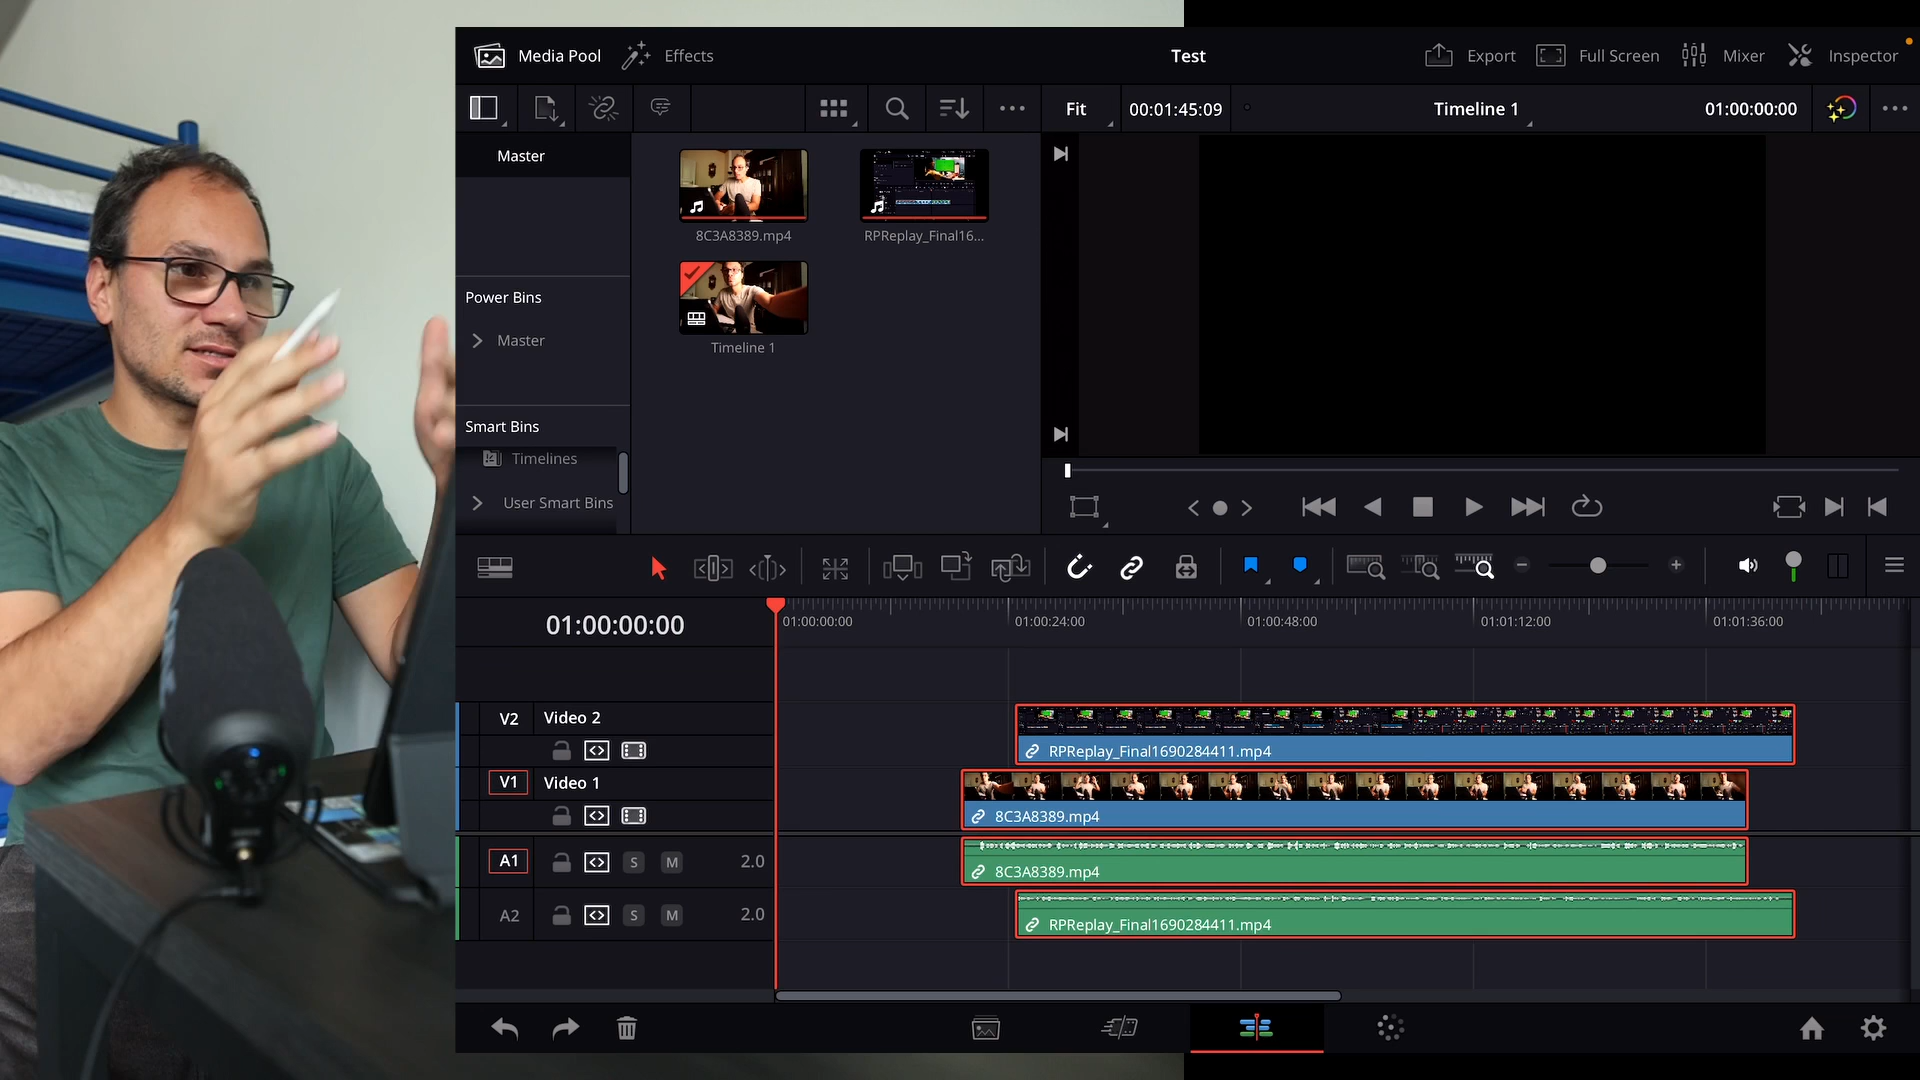 Media Pool Effects Test Export Full Screen Mixer Inspector
Fit 00:01:45:09 Timeline 1 01:00:00:00
Master
8C3A8389.mp4 RPReplay_Final16...
Power Bins
Master
Timeline 1
Smart Bins
Timelines
User Smart Bins
01:00:00:00 01:00:00:00 01:00:24:00 01:00:48:00 01:01:12:00 01:01:36:00
V2 Video 2
RPReplay_Final1690284411.mp4
V1 Video 1
8C3A8389.mp4
A1 S M 2.0
8C3A8389.mp4
A2 S M 2.0
RPReplay_Final1690284411.mp4